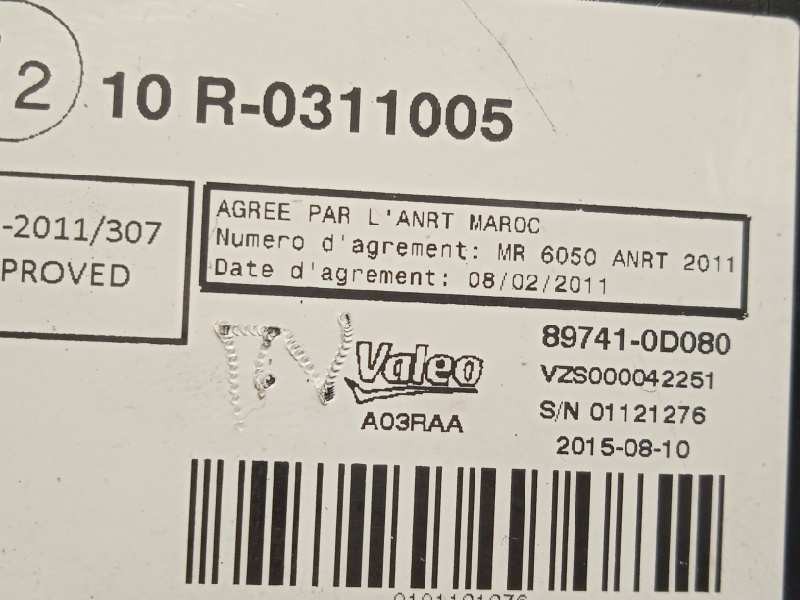 2
10 R-0311005
-2011/307
PROVED
AGREE PAR L'ANRT MAROC
Numero d'agrement: MR 6050 ANRT 2011
Date d'agrement: 08/02/2011
Valeo
A03RAA
89741-0D080
VZS000042251
S/N 01121276
2015-08-10